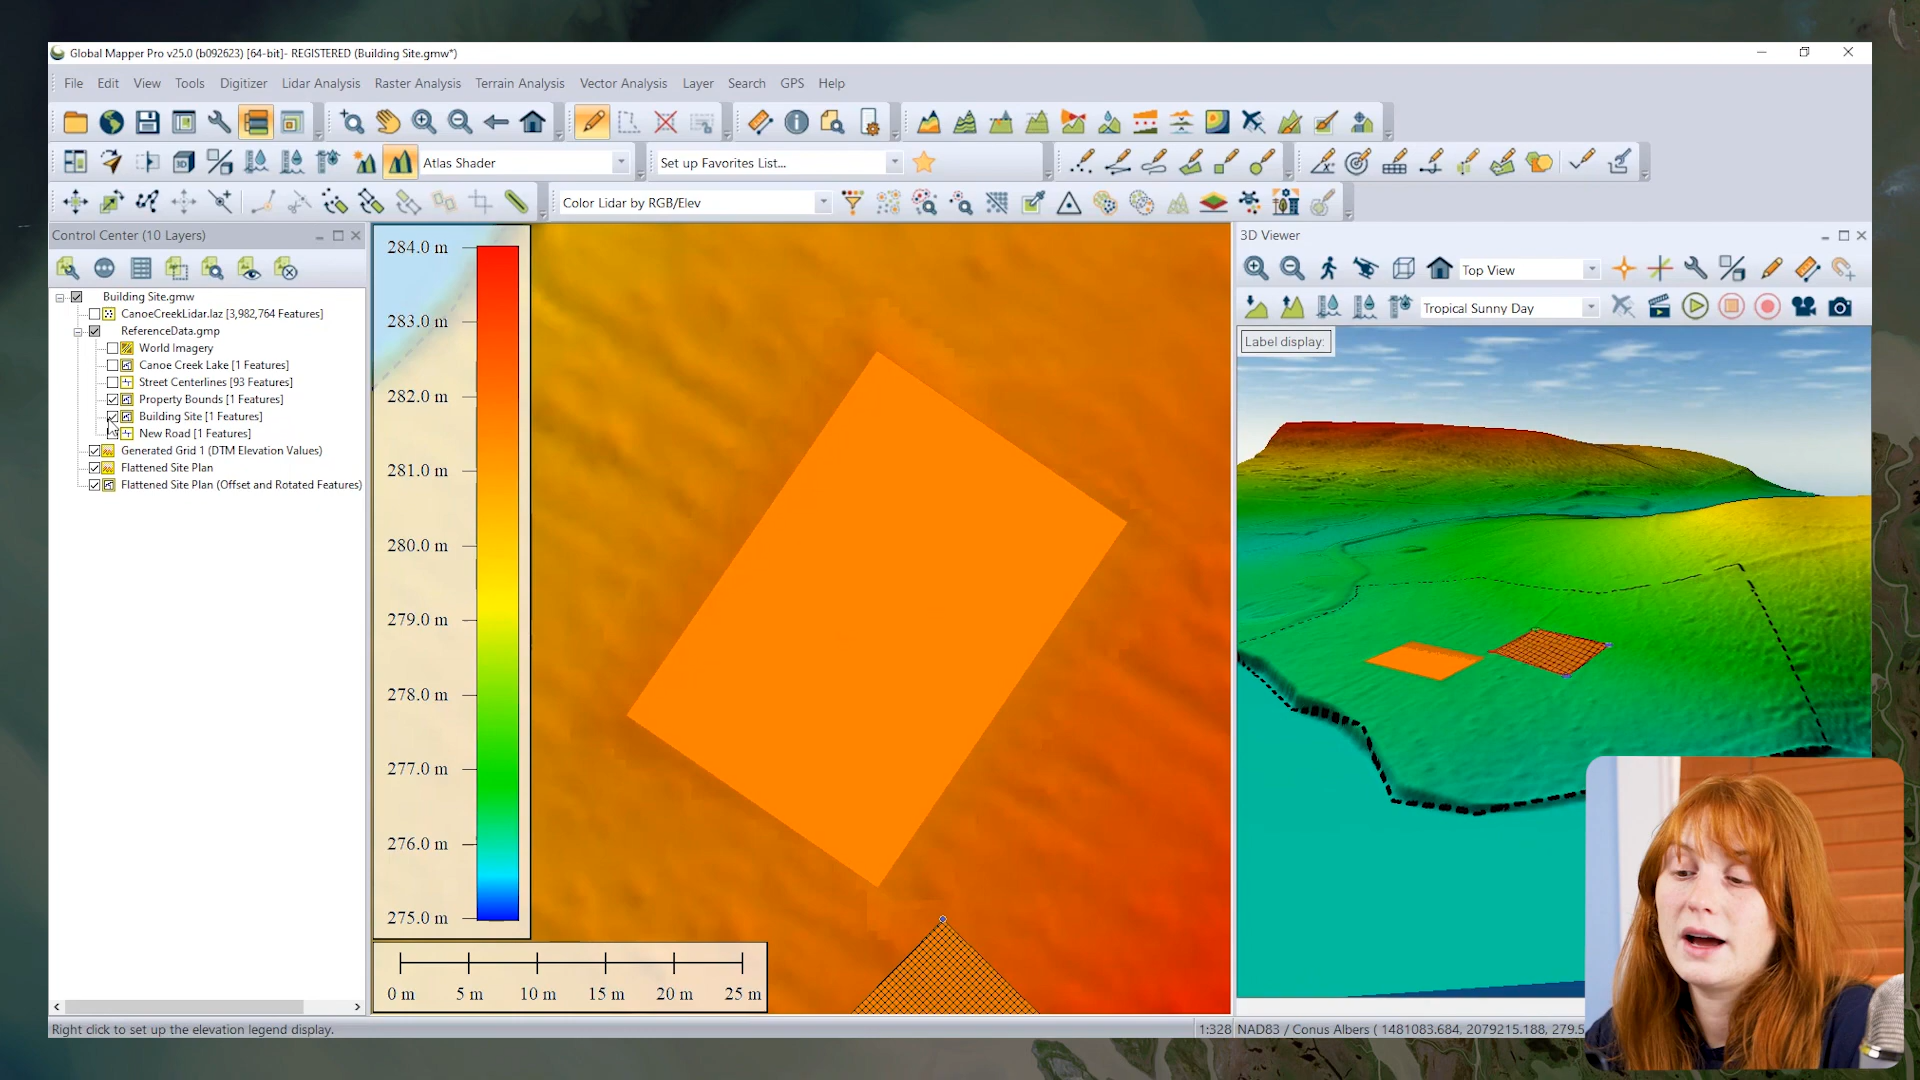 Global Mapper Pro v25.0 (b092623) [64-bit]- REGISTERED (Building Site.gmw*)
File Edit View Tools Digitizer Lidar Analysis Raster Analysis Terrain Analysis Vector Analysis Layer Search GPS Help
Atlas Shader
Set up Favorites List...
Color Lidar by RGB/Elev
Control Center (10 Layers)
Building Site.gmw
CanoeCreekLidar.laz [3,982,764 Features]
ReferenceData.gmp
World Imagery
Canoe Creek Lake [1 Features]
Street Centerlines [93 Features]
Property Bounds [1 Features]
Building Site [1 Features]
New Road [1 Features]
Generated Grid 1 (DTM Elevation Values)
Flattened Site Plan
Flattened Site Plan (Offset and Rotated Features)
284.0 m
283.0 m
282.0 m
281.0 m
280.0 m
279.0 m
278.0 m
277.0 m
276.0 m
275.0 m
0 m 5 m 10 m 15 m 20 m 25 m
3D Viewer
3D
Top View
Tropical Sunny Day
Label display:
Right click to set up the elevation legend display.
1:328 NAD83 / Conus Albers ( 1481083.684, 2079215.188, 279.5